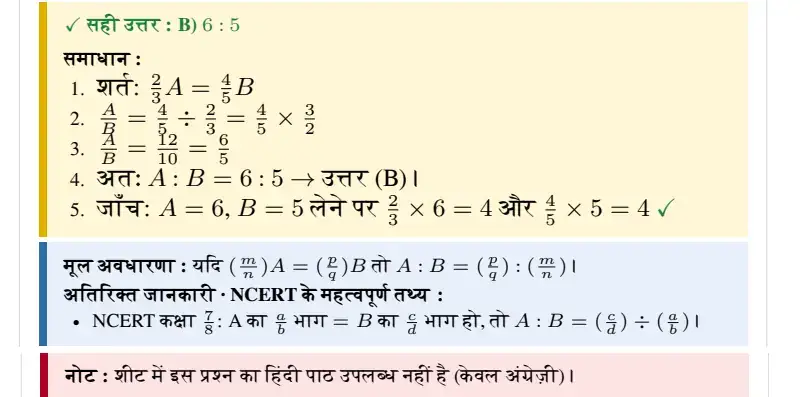 ✓ सही उत्तर : B) 6 : 5
समाधान :
1. शर्त: 2/3 A = 4/5 B
2. A/B = 4/5 ÷ 2/3 = 4/5 × 3/2
3. A/B = 12/10 = 6/5
4. अतः A : B = 6 : 5 → उत्तर (B)।
5. जाँच: A = 6, B = 5 लेने पर 2/3 × 6 = 4 और 4/5 × 5 = 4 ✓
मूल अवधारणा : यदि (m/n)A = (p/q)B तो A : B = (p/q) : (m/n)।
अतिरिक्त जानकारी · NCERT के महत्वपूर्ण तथ्य :
• NCERT कक्षा 7/8 : A का a/b भाग = B का c/d भाग हो, तो A : B = (c/d) ÷ (a/b)।
नोट : शीट में इस प्रश्न का हिंदी पाठ उपलब्ध नहीं है (केवल अंग्रेज़ी)।